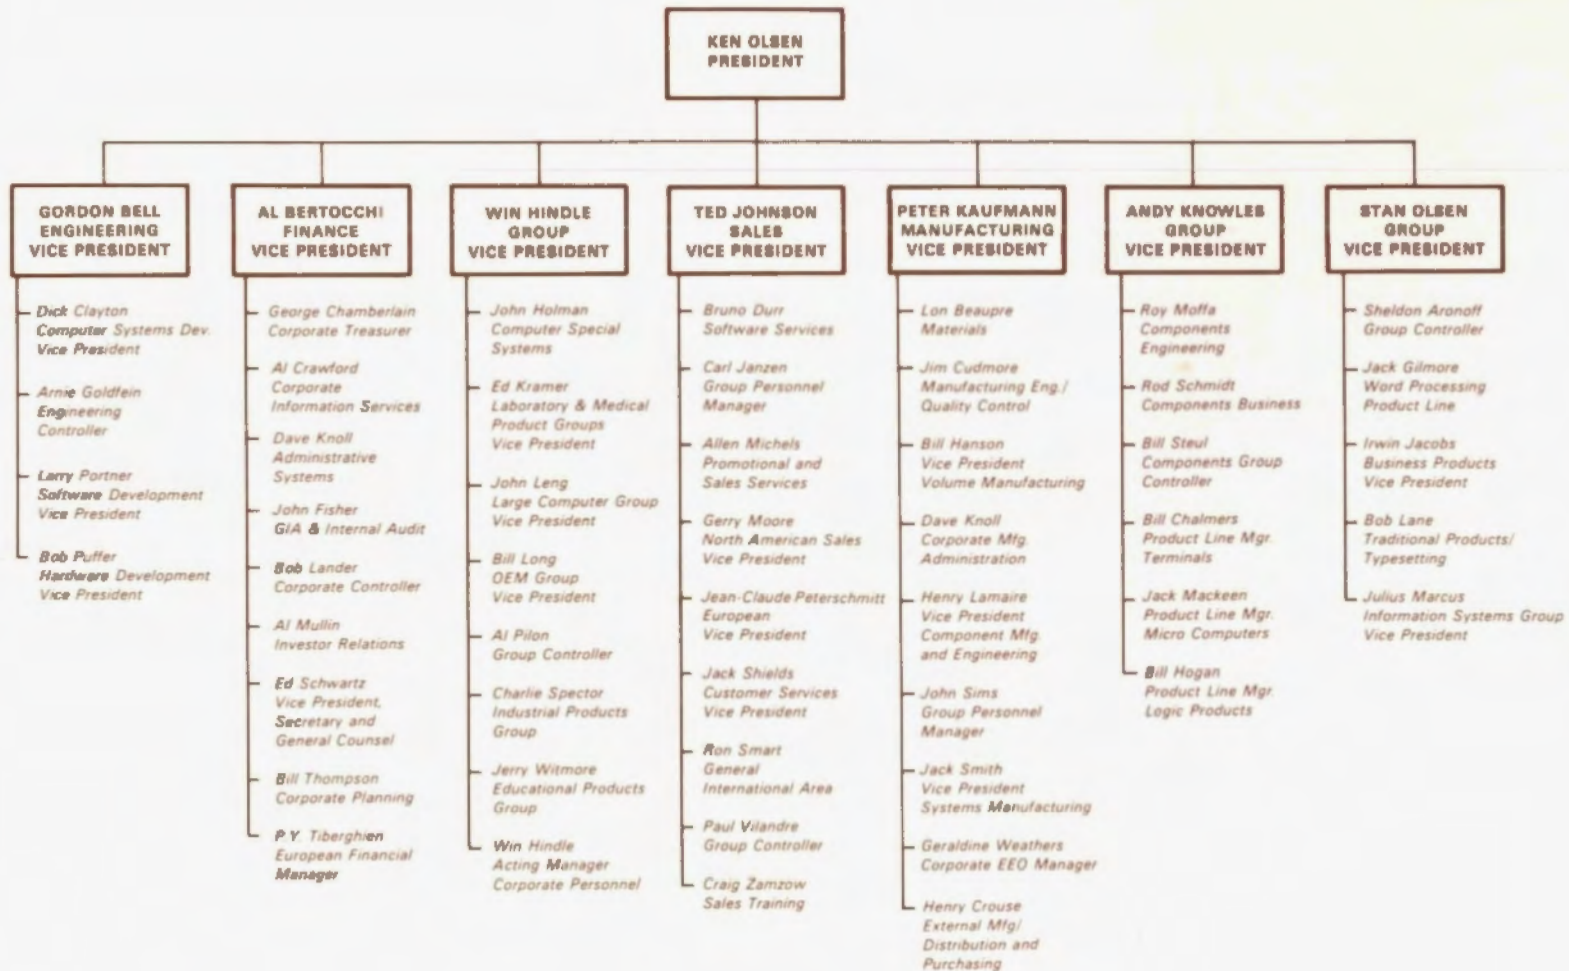 KEN OLSEN
PRESIDENT
GORDON BELL
ENGINEERING
VICE PRESIDENT
Dick Clayton
Computer Systems Dev.
Vice President
Arnie Goldfein
Engineering
Controller
Larry Portner
Software Development
Vice President
Bob Puffer
Hardware Development
Vice President
AL BERTOCCHI
FINANCE
VICE PRESIDENT
George Chamberlain
Corporate Treasurer
Al Crawford
Corporate
Information Services
Dave Knoll
Administrative
Systems
John Fisher
GIA & Internal Audit
Bob Lander
Corporate Controller
Al Mullin
Investor Relations
Ed Schwartz
Vice President,
Secretary and
General Counsel
Bill Thompson
Corporate Planning
P.Y. Tiberghien
European Financial
Manager
WIN HINDLE
GROUP
VICE PRESIDENT
John Holman
Computer Special
Systems
Ed Kramer
Laboratory & Medical
Product Groups
Vice President
John Leng
Large Computer Group
Vice President
Bill Long
OEM Group
Vice President
Al Pilon
Group Controller
Charlie Spector
Industrial Products
Group
Jerry Witmore
Educational Products
Group
Win Hindle
Acting Manager
Corporate Personnel
TED JOHNSON
SALES
VICE PRESIDENT
Bruno Durr
Software Services
Carl Janzen
Group Personnel
Manager
Allen Michels
Promotional and
Sales Services
Gerry Moore
North American Sales
Vice President
Jean-Claude Peterschmitt
European
Vice President
Jack Shields
Customer Services
Vice President
Ron Smart
General
International Area
Paul Vilandre
Group Controller
Craig Zamzow
Sales Training
PETER KAUFMANN
MANUFACTURING
VICE PRESIDENT
Lon Beaupre
Materials
Jim Cudmore
Manufacturing Eng./
Quality Control
Bill Hanson
Vice President
Volume Manufacturing
Dave Knoll
Corporate Mfg.
Administration
Henry Lamaire
Vice President
Component Mfg.
and Engineering
John Sims
Group Personnel
Manager
Jack Smith
Vice President
Systems Manufacturing
Geraldine Weathers
Corporate EEO Manager
Henry Crouse
External Mfg/
Distribution and
Purchasing
ANDY KNOWLES
GROUP
VICE PRESIDENT
Roy Moffa
Components
Engineering
Rod Schmidt
Components Business
Bill Steul
Components Group
Controller
Bill Chalmers
Product Line Mgr.
Terminals
Jack Mackeen
Product Line Mgr.
Micro Computers
Bill Hogan
Product Line Mgr.
Logic Products
STAN OLSEN
GROUP
VICE PRESIDENT
Sheldon Aronoff
Group Controller
Jack Gilmore
Word Processing
Product Line
Irwin Jacobs
Business Products
Vice President
Bob Lane
Traditional Products/
Typesetting
Julius Marcus
Information Systems Group
Vice President